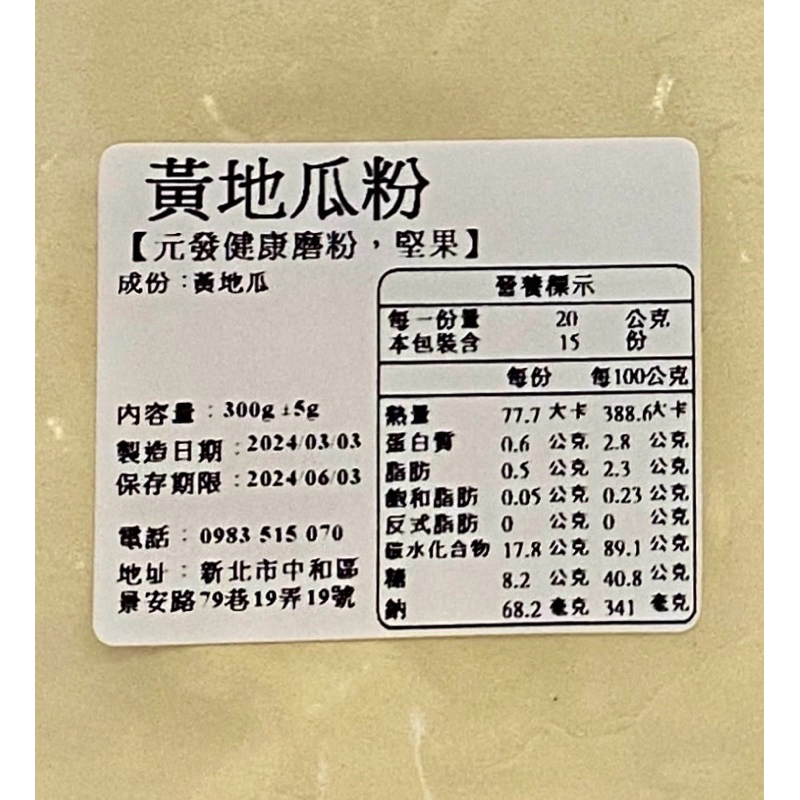 黃地瓜粉
【元發健康磨粉，堅果】
成份：黃地瓜
內容量：300g ±5g
製造日期：2024/03/03
保存期限：2024/06/03
電話：0983 515 070
地址：新北市中和區
景安路79巷19弄19號
營養標示
每一份量 20 公克
本包裝含 15 份
每份 每100公克
熱量 77.7 大卡 388.6大卡
蛋白質 0.6 公克 2.8 公克
脂肪 0.5 公克 2.3 公克
飽和脂肪 0.05 公克 0.23 公克
反式脂肪 0 公克 0 公克
碳水化合物 17.8 公克 89.1 公克
糖 8.2 公克 40.8 公克
鈉 68.2 毫克 341 毫克